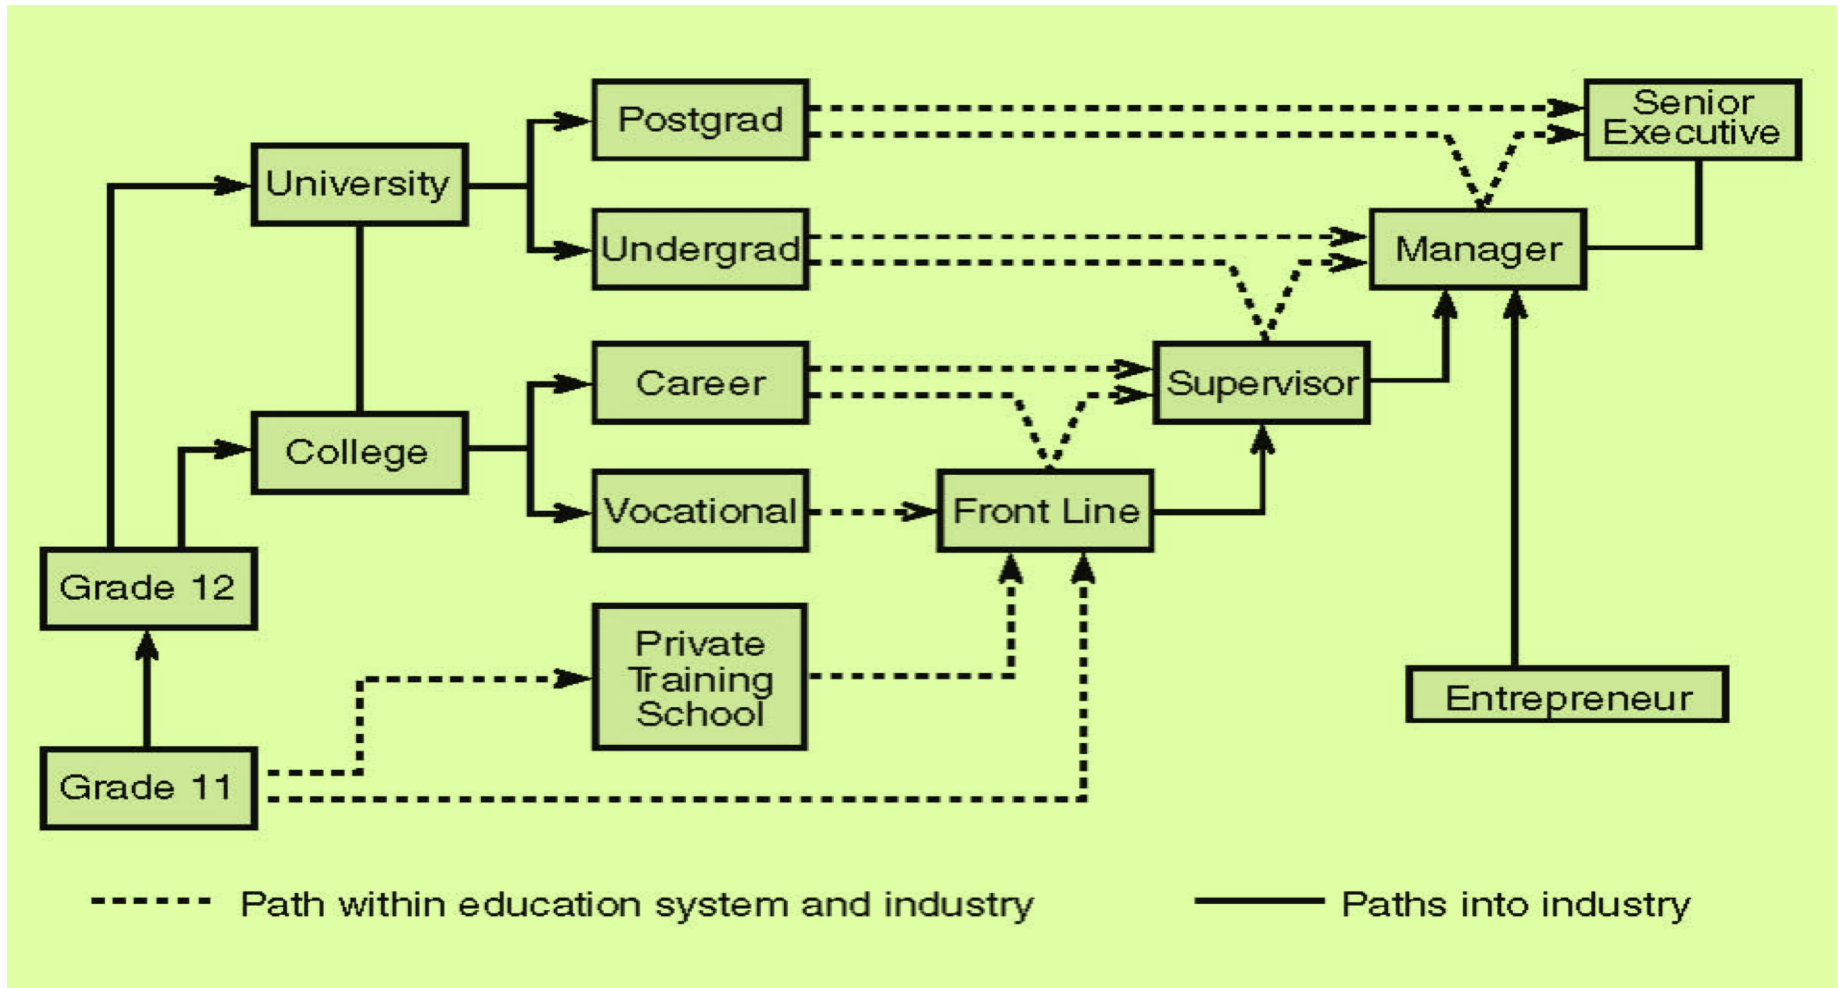 Postgrad
Senior
Executive
University
Undergrad
Manager
Career
Supervisor
College
Vocational
Front Line
Grade 12
Private
Training
School
Entrepreneur
Grade 11
Path within education system and industry
Paths into industry